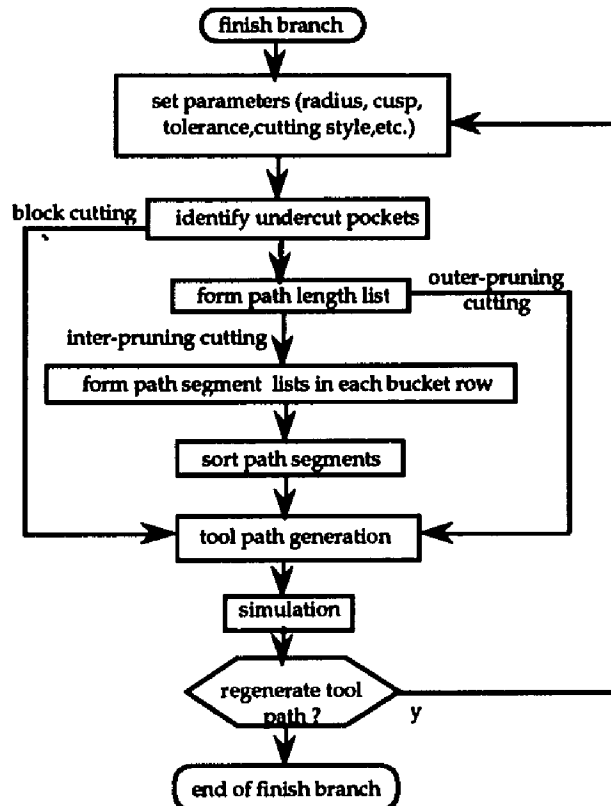 finish branch
set parameters (radius, cusp,
tolerance,cutting style,etc.)
block cutting
identify undercut pockets
form path length list
outer-pruning
cutting
inter-pruning cutting
form path segment lists in each bucket row
sort path segments
tool path generation
simulation
regenerate tool
path ?
y
end of finish branch